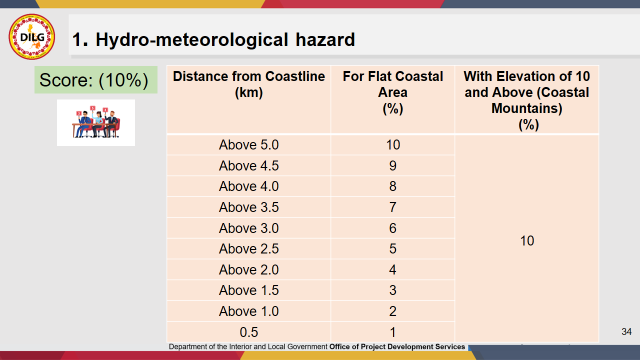 DILG
1. Hydro-meteorological hazard
Score: (10%)
Distance from Coastline
(km)
For Flat Coastal
Area
(%)
With Elevation of 10
and Above (Coastal
Mountains)
(%)
Above 5.0 10
Above 4.5 9
Above 4.0 8
Above 3.5 7
Above 3.0 6
Above 2.5 5
Above 2.0 4
Above 1.5 3
Above 1.0 2
0.5 1
10
34
Department of the Interior and Local Government Office of Project Development Services